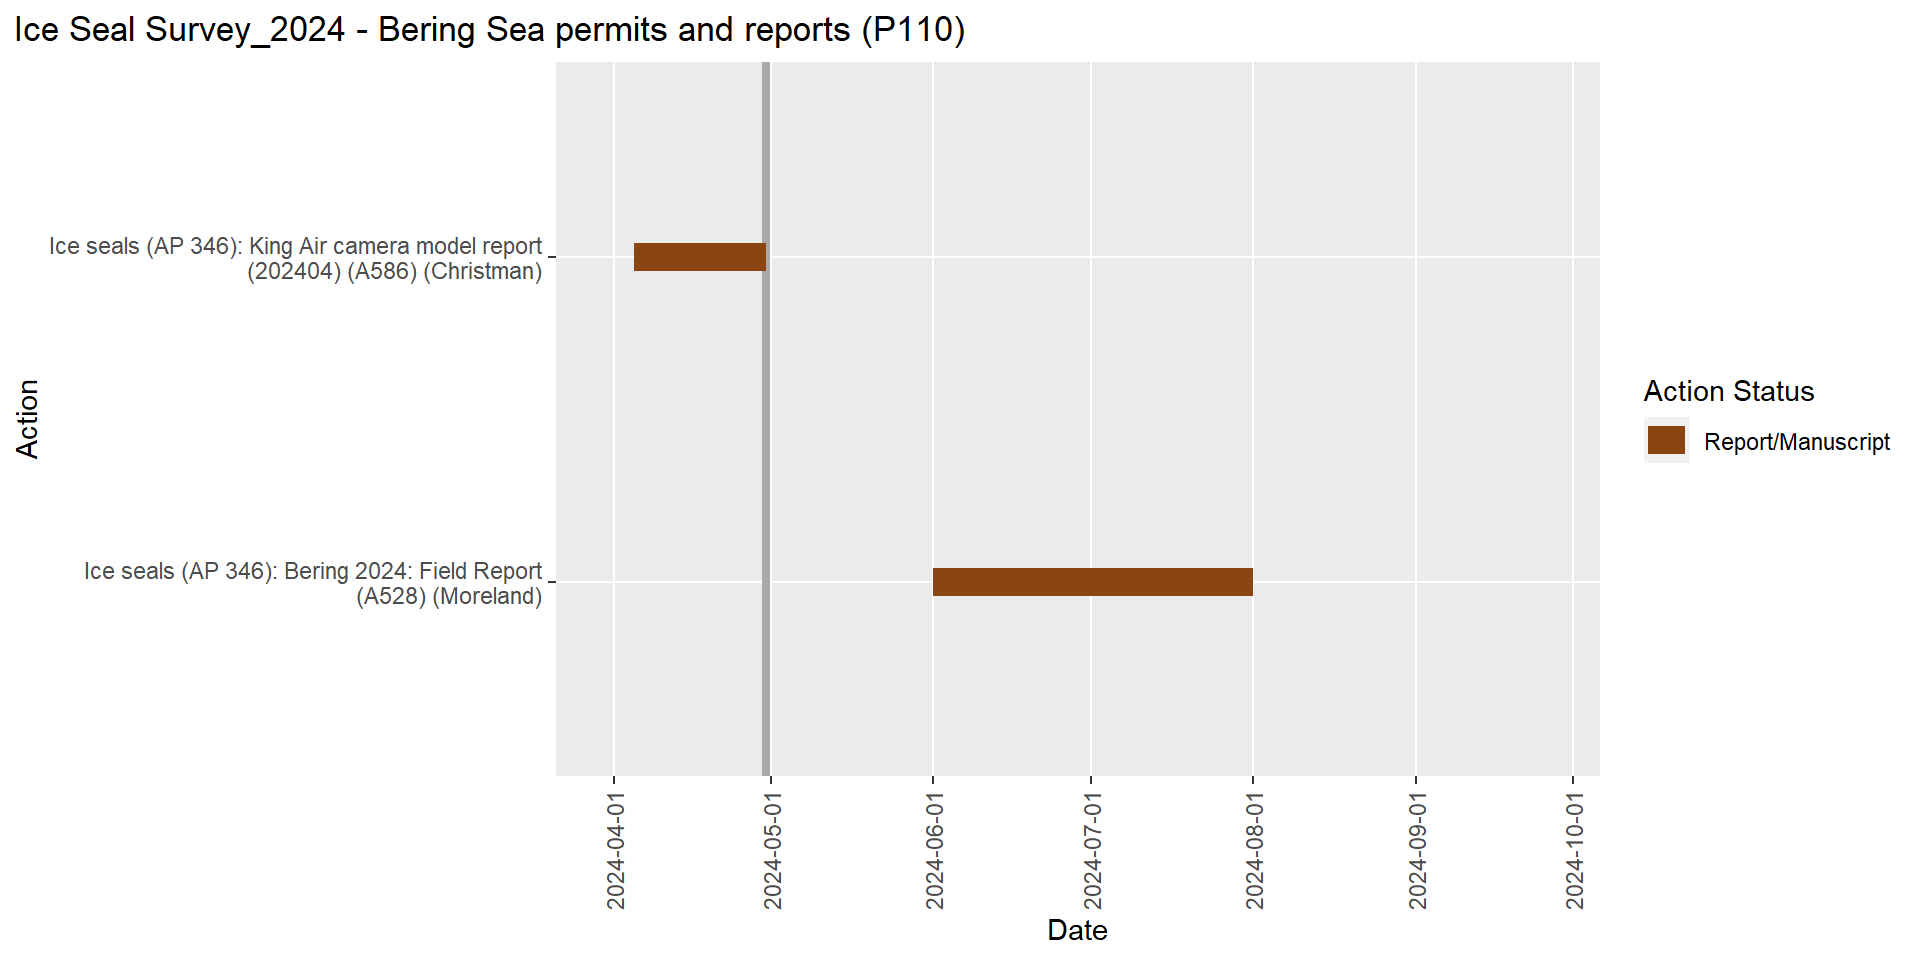 Ice Seal Survey_2024 - Bering Sea permits and reports (P110)
Ice seals (AP 346): King Air camera model report
(202404) (A586) (Christman)
Ice seals (AP 346): Bering 2024: Field Report
(A528) (Moreland)
Action
2024-04-01
2024-05-01
2024-06-01
2024-07-01
2024-08-01
2024-09-01
2024-10-01
Date
Action Status
Report/Manuscript